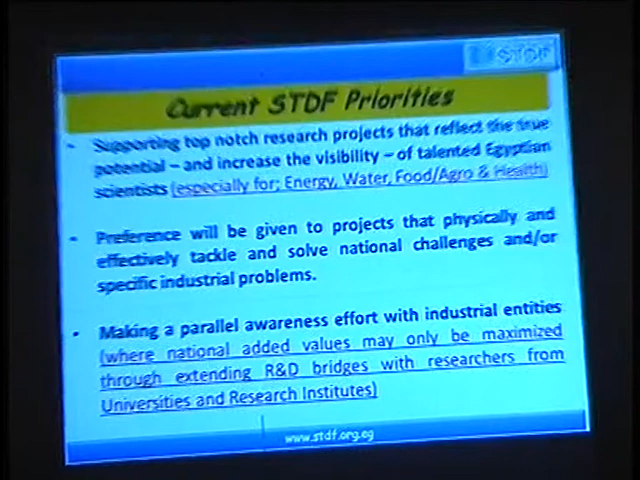 STDF
Current STDF Priorities
- Supporting top notch research projects that reflect the true
potential – and increase the visibility – of talented Egyptian
scientists (especially for; Energy, Water, Food/Agro & Health)
- Preference will be given to projects that physically and
effectively tackle and solve national challenges and/or
specific industrial problems.
• Making a parallel awareness effort with industrial entities
(where national added values may only be maximized
through extending R&D bridges with researchers from
Universities and Research Institutes)
www.stdf.org.eg